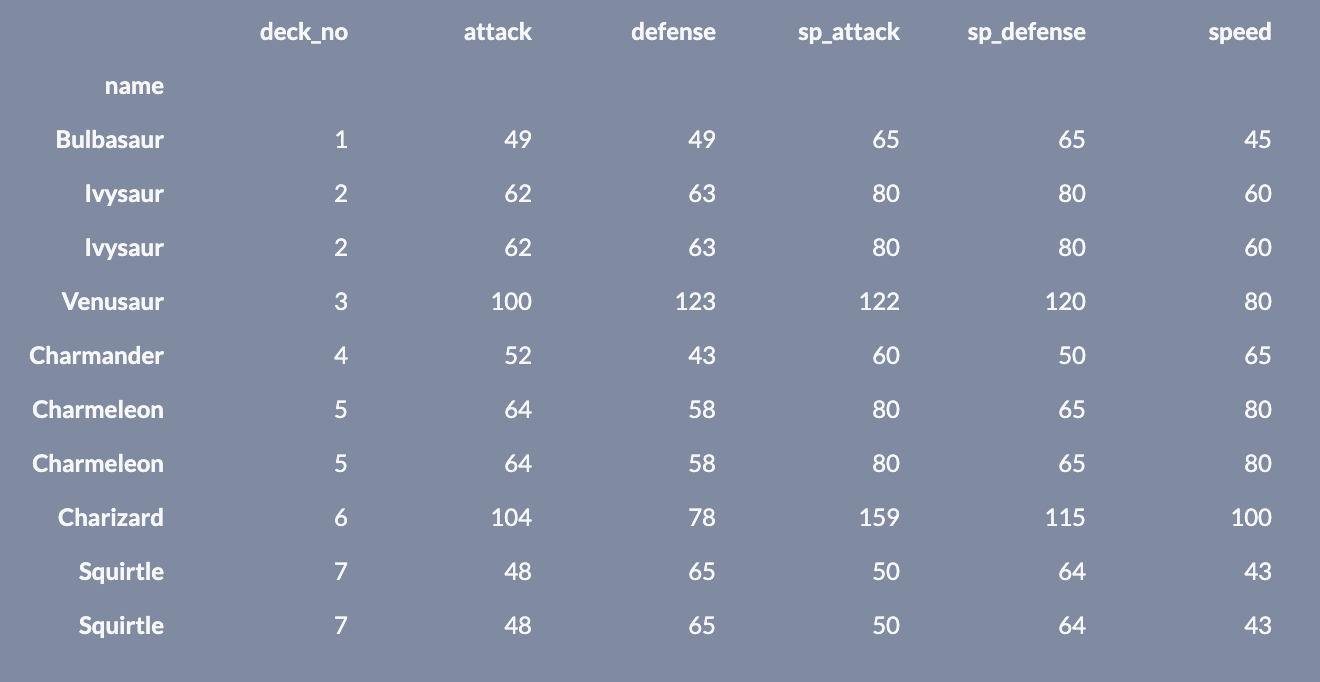 deck_no attack defense sp_attack sp_defense speed
name
Bulbasaur 1 49 49 65 65 45
Ivysaur 2 62 63 80 80 60
Ivysaur 2 62 63 80 80 60
Venusaur 3 100 123 122 120 80
Charmander 4 52 43 60 50 65
Charmeleon 5 64 58 80 65 80
Charmeleon 5 64 58 80 65 80
Charizard 6 104 78 159 115 100
Squirtle 7 48 65 50 64 43
Squirtle 7 48 65 50 64 43